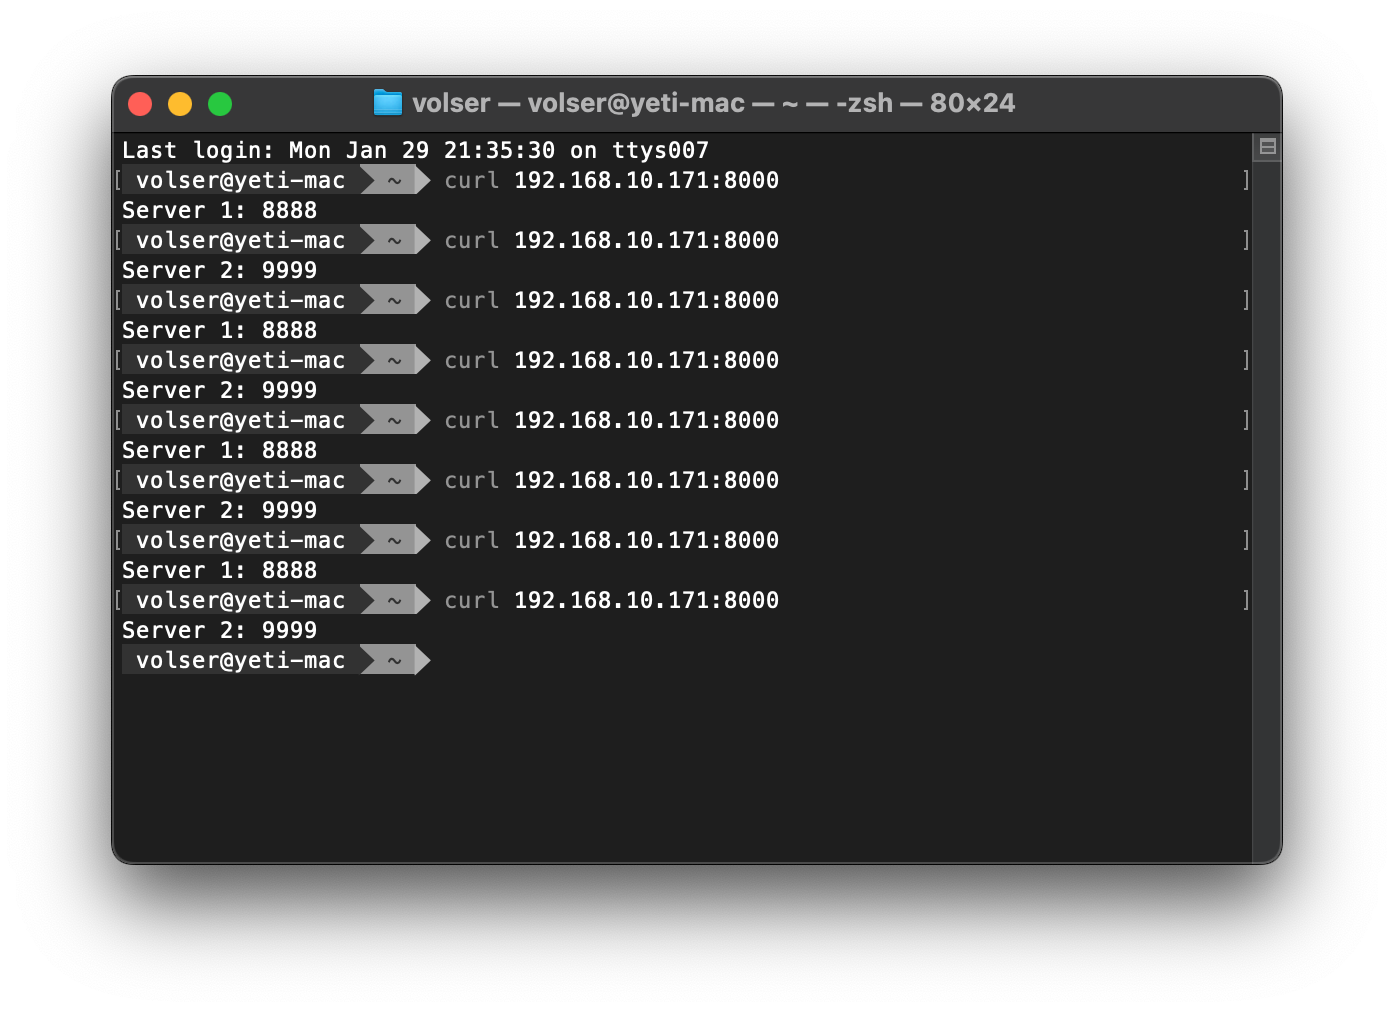 volser — volser@yeti-mac — ~ — -zsh — 80×24
Last login: Mon Jan 29 21:35:30 on ttys007
[ volser@yeti-mac ~ curl 192.168.10.171:8000 ]
Server 1: 8888
[ volser@yeti-mac ~ curl 192.168.10.171:8000 ]
Server 2: 9999
[ volser@yeti-mac ~ curl 192.168.10.171:8000 ]
Server 1: 8888
[ volser@yeti-mac ~ curl 192.168.10.171:8000 ]
Server 2: 9999
[ volser@yeti-mac ~ curl 192.168.10.171:8000 ]
Server 1: 8888
[ volser@yeti-mac ~ curl 192.168.10.171:8000 ]
Server 2: 9999
[ volser@yeti-mac ~ curl 192.168.10.171:8000 ]
Server 1: 8888
[ volser@yeti-mac ~ curl 192.168.10.171:8000 ]
Server 2: 9999
volser@yeti-mac ~